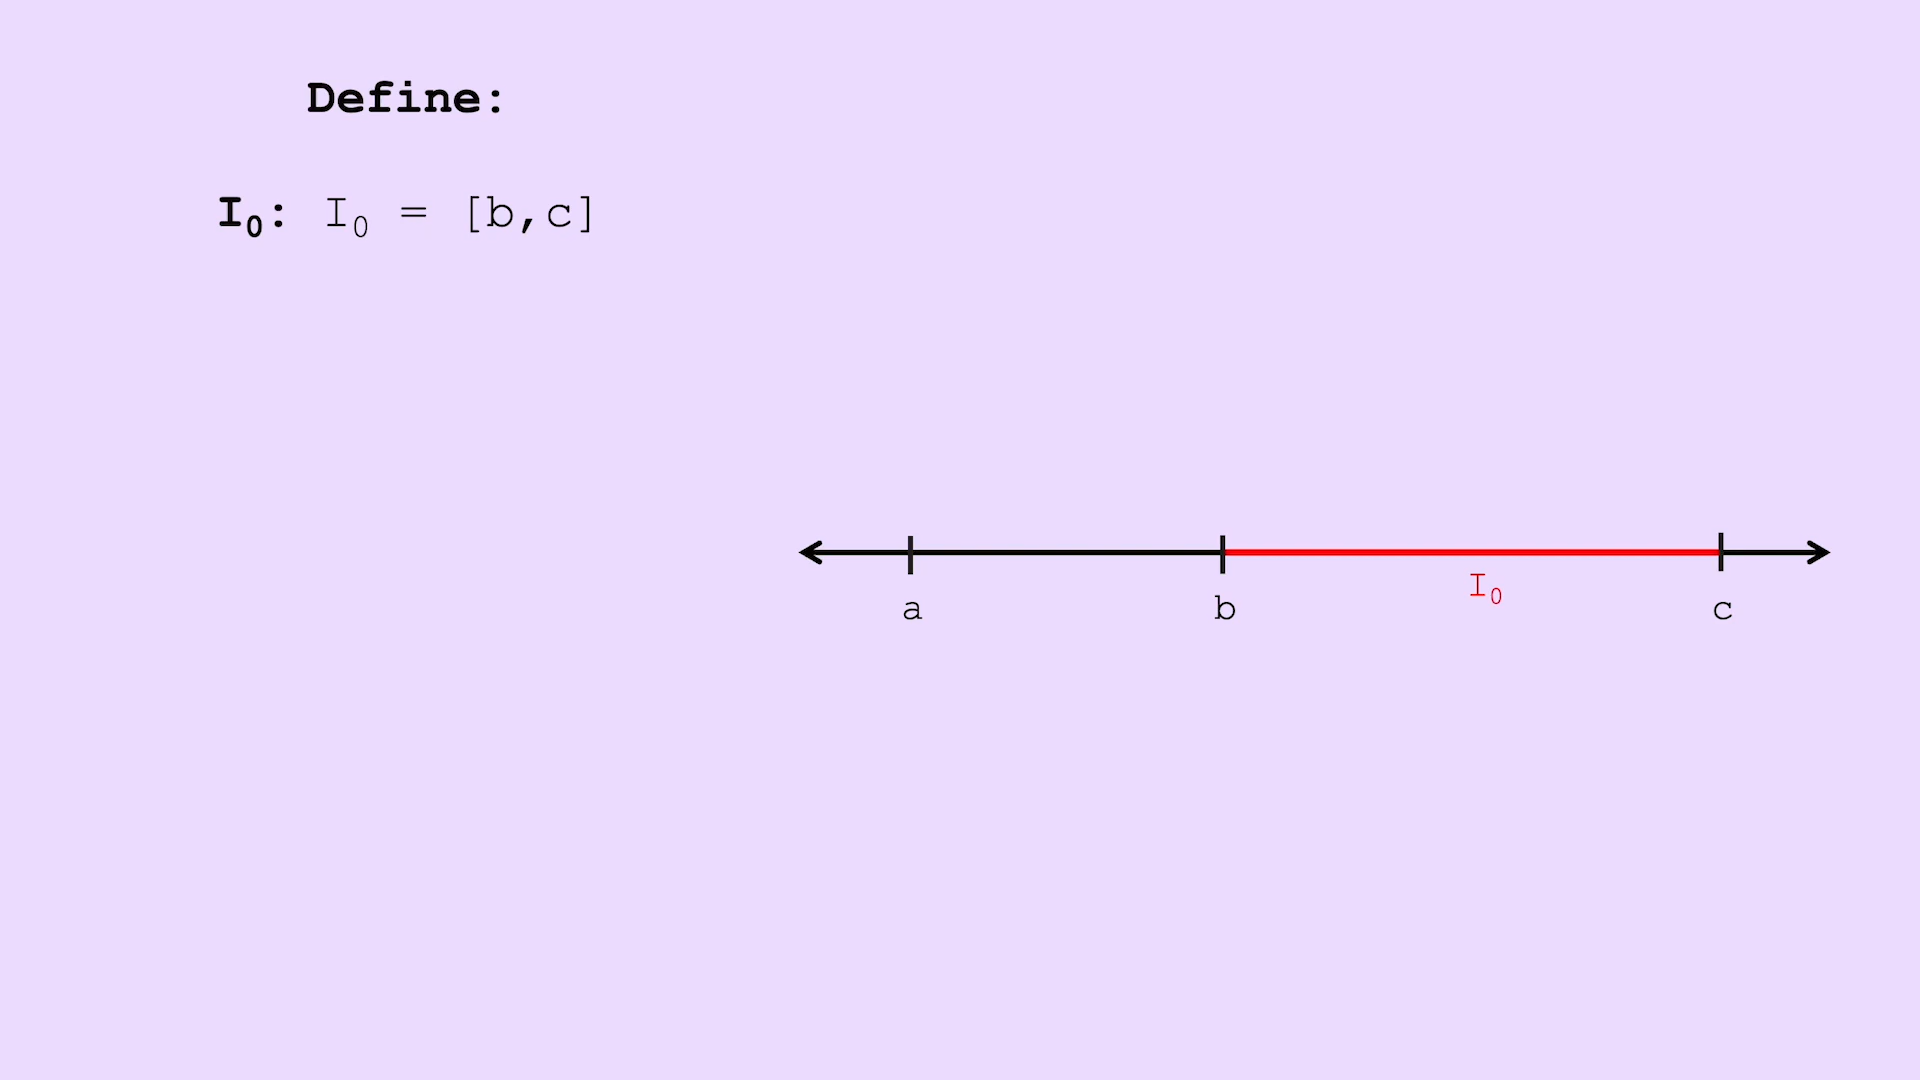 Define:
I₀: I₀ = [b,c]
I₀
a b c